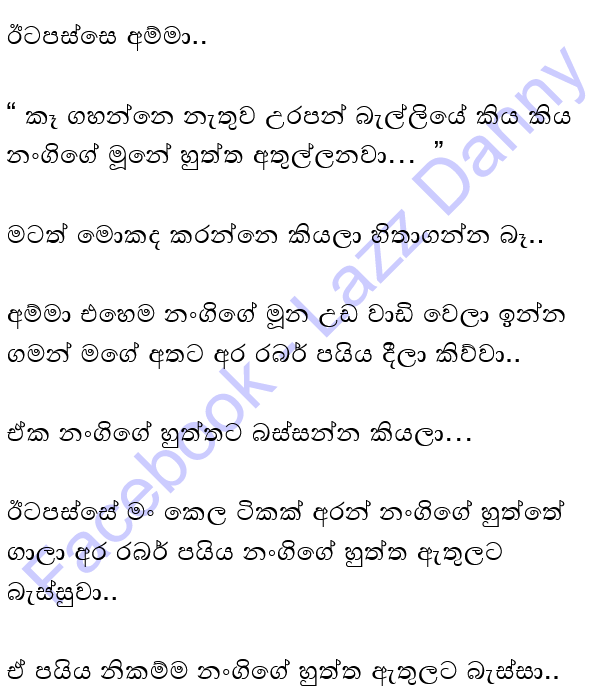 ඊටපස්සෙ අම්මා..
“ කෑ ගහන්නෙ නැතුව උරපන් බැල්ලියේ කිය කිය
නංගිගේ මූනේ හුත්ත අතුල්ලනවා... ”
මටත් මොකද කරන්නෙ කියලා හිතාගන්න බෑ..
අම්මා එහෙම නංගිගේ මූන උඩ වාඩි වෙලා ඉන්න
ගමන් මගේ අතට අර රබර් පයිය දීලා කිව්වා..
ඒක නංගිගේ හුත්තට බස්සන්න කියලා...
ඊටපස්සේ මං කෙල ටිකක් අරන් නංගිගේ හුත්තේ
ගාලා අර රබර් පයිය නංගිගේ හුත්ත ඇතුලට
බැස්සුවා..
ඒ පයිය නිකම්ම නංගිගේ හුත්ත ඇතුලට බැස්සා..
Facebook - Lazz Danny